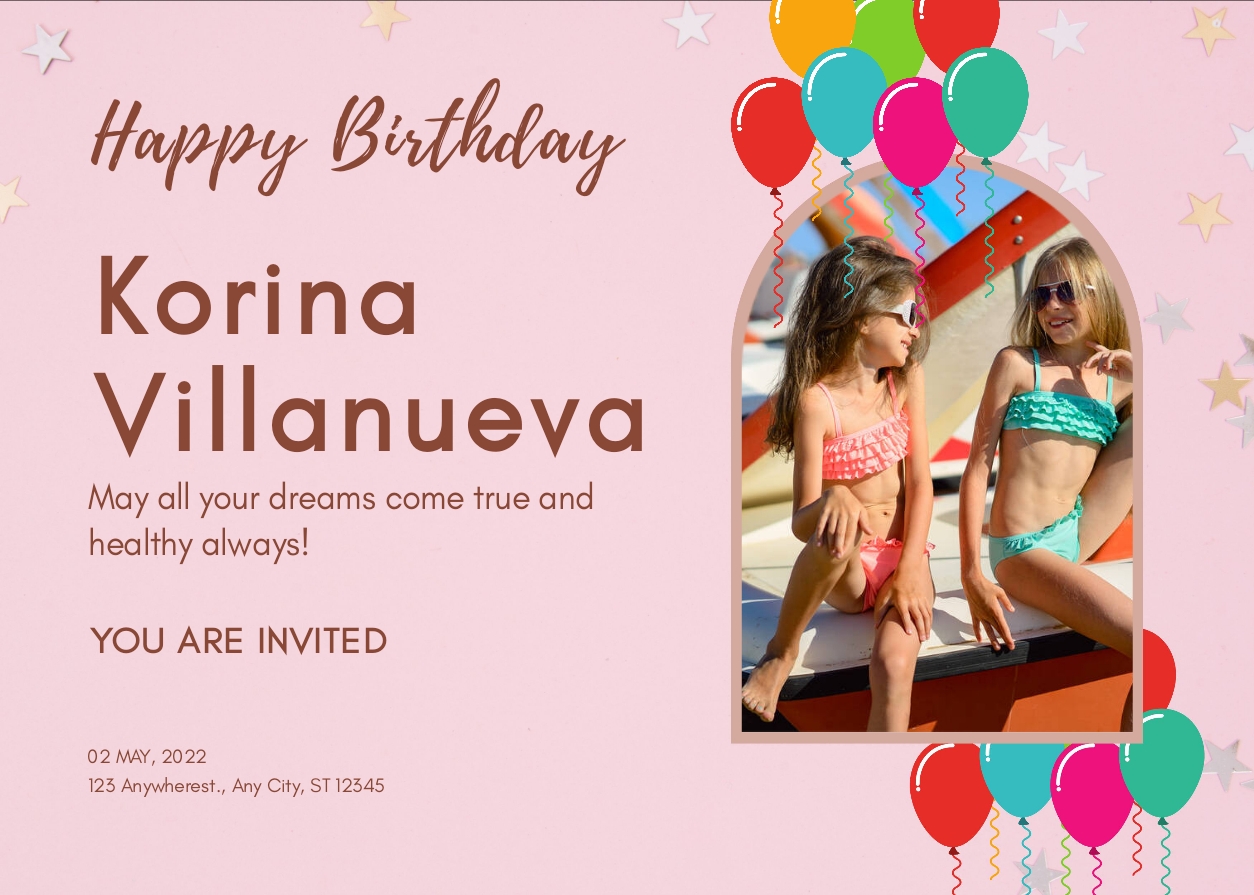 Happy Birthday
Korina
Villanueva
May all your dreams come true and
healthy always!
YOU ARE INVITED
02 MAY, 2022
123 Anywherest., Any City, ST 12345